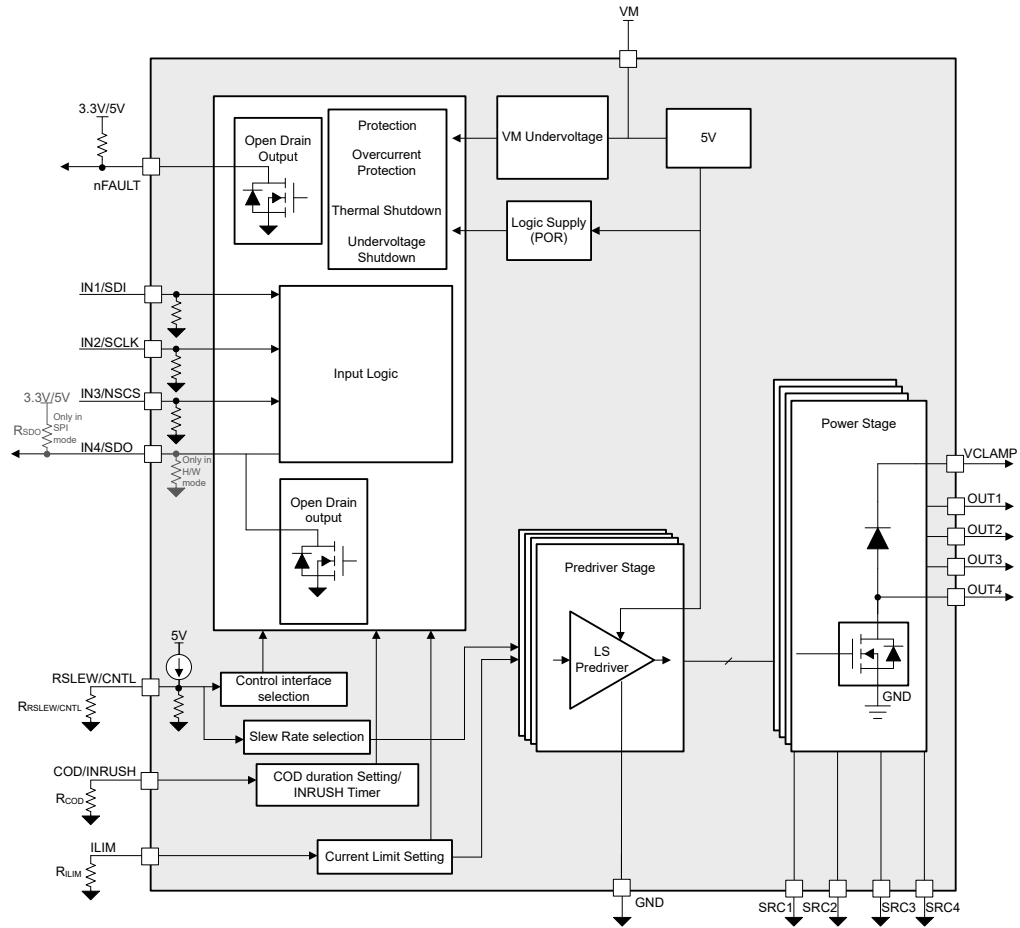 VM
3.3V/5V
nFAULT
Open Drain
Output
Protection
Overcurrent
Protection
Thermal Shutdown
Undervoltage
Shutdown
VM Undervoltage
5V
Logic Supply
(POR)
IN1/SDI
IN2/SCLK
IN3/NSCS
3.3V/5V
RSDO
Only in
SPI
mode
IN4/SDO
Only in
H/W
mode
Input Logic
Open Drain
output
Power Stage
VCLAMP
OUT1
OUT2
OUT3
OUT4
GND
Predriver Stage
LS
Predriver
5V
RSLEW/CNTL
RRSLEW/CNTL
Control interface
selection
Slew Rate selection
COD/INRUSH
RCOD
COD duration Setting/
INRUSH Timer
ILIM
RILIM
Current Limit Setting
GND
SRC1
SRC2
SRC3
SRC4